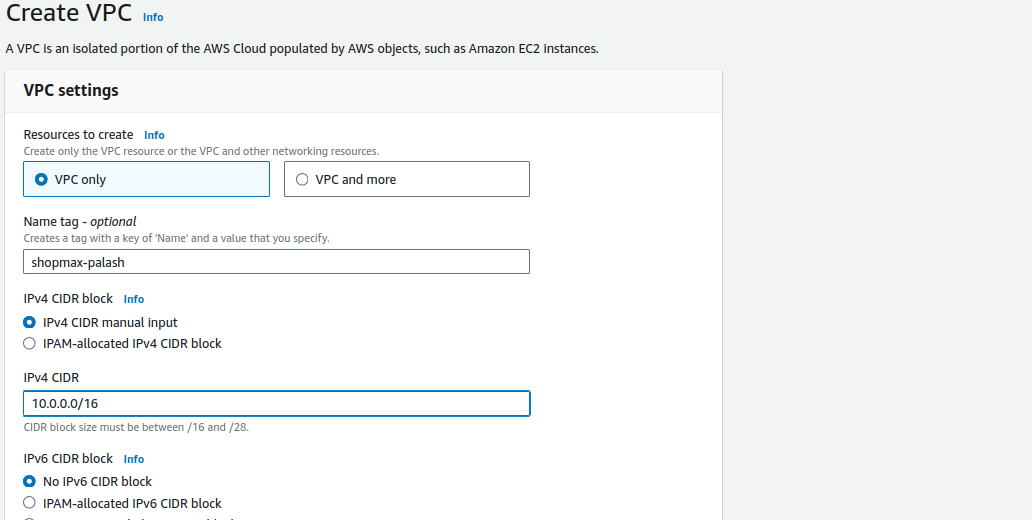 Create VPC Info
A VPC is an isolated portion of the AWS Cloud populated by AWS objects, such as Amazon EC2 instances.
VPC settings
Resources to create Info
Create only the VPC resource or the VPC and other networking resources.
VPC only
VPC and more
Name tag - optional
Creates a tag with a key of 'Name' and a value that you specify.
shopmax-palash
IPv4 CIDR block Info
IPv4 CIDR manual input
IPAM-allocated IPv4 CIDR block
IPv4 CIDR
10.0.0.0/16
CIDR block size must be between /16 and /28.
IPv6 CIDR block Info
No IPv6 CIDR block
IPAM-allocated IPv6 CIDR block